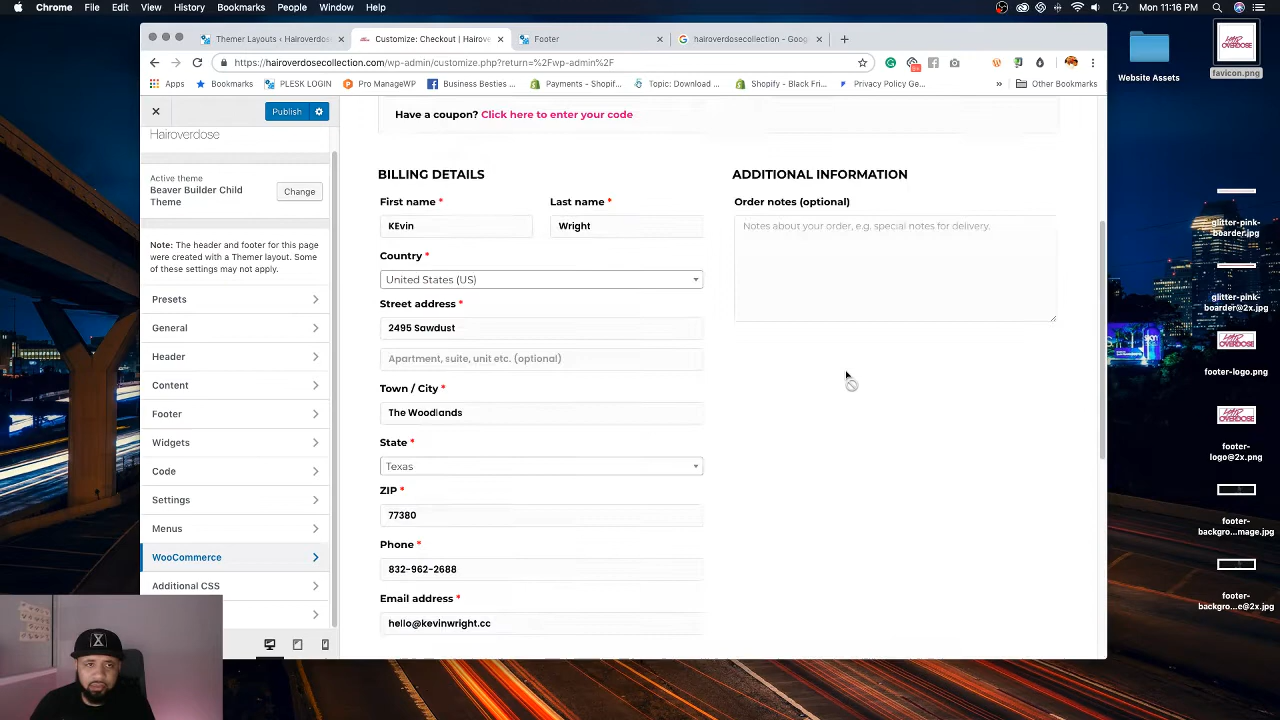 Chrome File Edit View History Bookmarks People Window Help
Mon 11:16 PM
Themer Layouts ‹ Hairoverdose
Customize: Checkout | Hairove
Footer
hairoverdosecollection - Goog
https://hairoverdosecollection.com/wp-admin/customize.php?return=%2Fwp-admin%2F
Apps
Bookmarks
PLESK LOGIN
Pro ManageWP
Business Besties ...
Payments - Shopif...
Topic: Download ...
Shopify - Black Fri...
Privacy Policy Ge...
»
Other Bookmarks
Publish
Hairoverdose
Active theme
Beaver Builder Child
Theme
Change
Note: The header and footer for this page
were created with a Themer layout. Some
of these settings may not apply.
Presets
General
Header
Content
Footer
Widgets
Code
Settings
Menus
WooCommerce
Additional CSS
Have a coupon? Click here to enter your code
BILLING DETAILS
First name *
Last name *
KEvin
Wright
Country *
United States (US)
Street address *
2495 Sawdust
Apartment, suite, unit etc. (optional)
Town / City *
The Woodlands
State *
Texas
ZIP *
77380
Phone *
832-962-2688
Email address *
hello@kevinwright.cc
ADDITIONAL INFORMATION
Order notes (optional)
Notes about your order, e.g. special notes for delivery.
Website Assets
OVERDOSE
favicon.png
glitter-pink-
boarder.jpg
glitter-pink-
boarder@2x.jpg
OVERDOSE
footer-logo.png
OVERDOSE
footer-
logo@2x.png
footer-
backgro...mage.jpg
footer-
backgro...e@2x.jpg